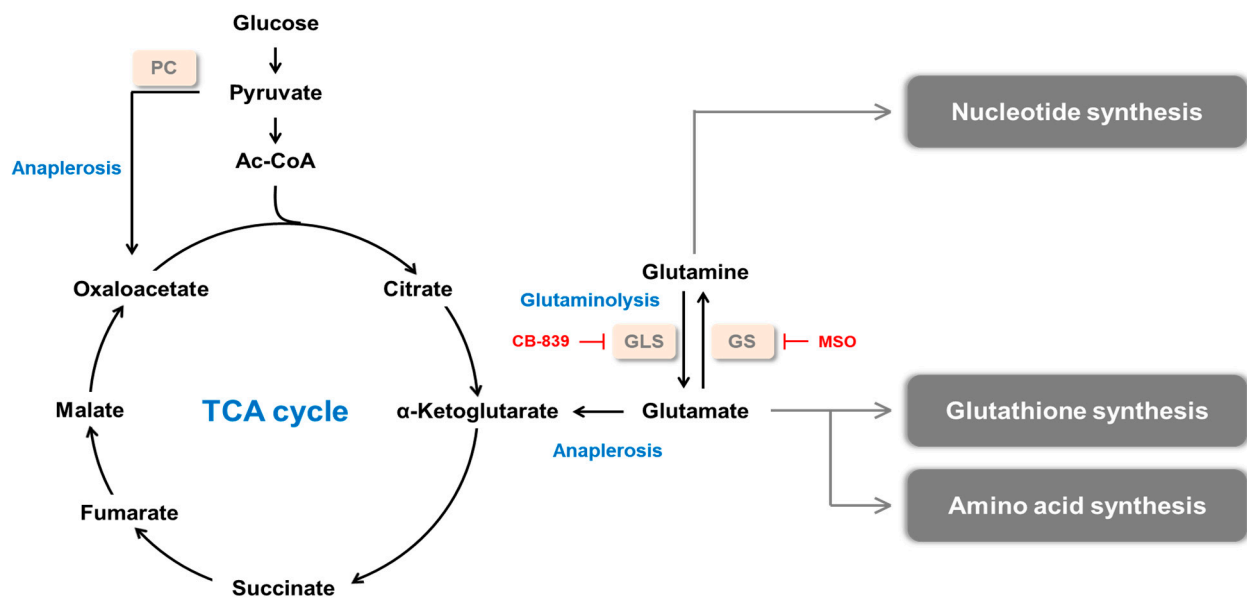 Glucose
PC
Pyruvate
Nucleotide synthesis
Anaplerosis
Ac-CoA
Glutamine
Oxaloacetate
Citrate
Glutaminolysis
CB-839
GLS
GS
MSO
Malate
TCA cycle
α-Ketoglutarate
Glutamate
Glutathione synthesis
Anaplerosis
Fumarate
Amino acid synthesis
Succinate